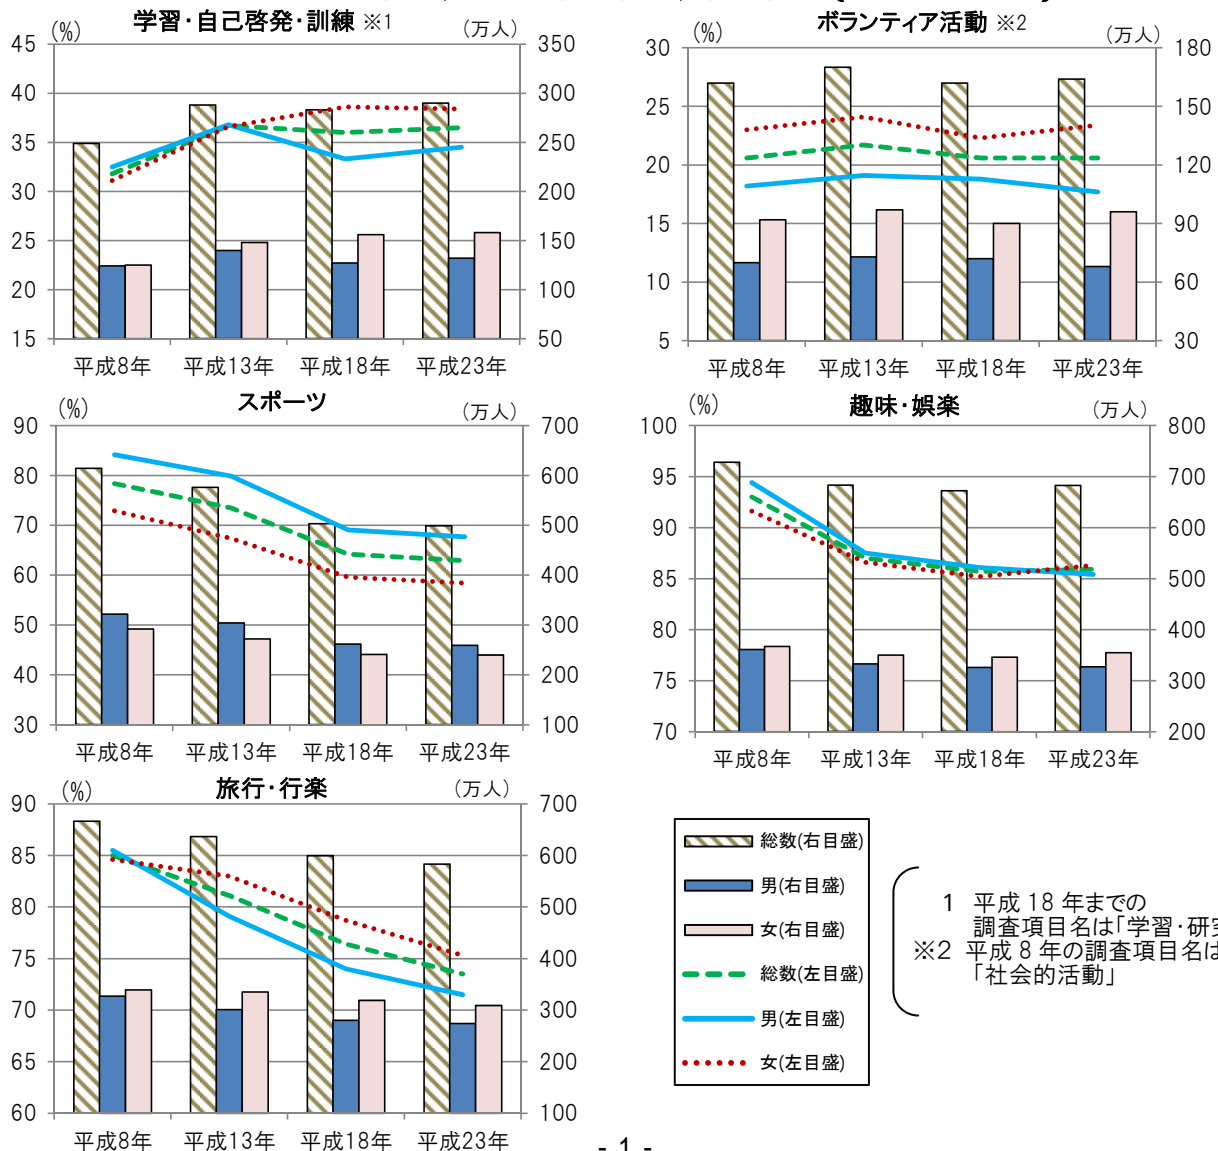 学習・自己啓発・訓練 ※1
(%)
(万人)
45
40
35
30
25
20
15
350
300
250
200
150
100
50
平成8年 平成13年 平成18年 平成23年
ボランティア活動 ※2
(%)
(万人)
30
25
20
15
10
5
180
150
120
90
60
30
平成8年 平成13年 平成18年 平成23年
スポーツ
(%)
(万人)
90
80
70
60
50
40
30
700
600
500
400
300
200
100
平成8年 平成13年 平成18年 平成23年
趣味・娯楽
(%)
(万人)
100
95
90
85
80
75
70
800
700
600
500
400
300
200
平成8年 平成13年 平成18年 平成23年
旅行・行楽
(%)
(万人)
90
85
80
75
70
65
60
700
600
500
400
300
200
100
平成8年 平成13年 平成18年 平成23年
総数(右目盛)
男(右目盛)
女(右目盛)
総数(左目盛)
男(左目盛)
女(左目盛)
1 平成 18 年までの
調査項目名は「学習・研究
※2 平成 8 年の調査項目名は
「社会的活動」
- 1 -